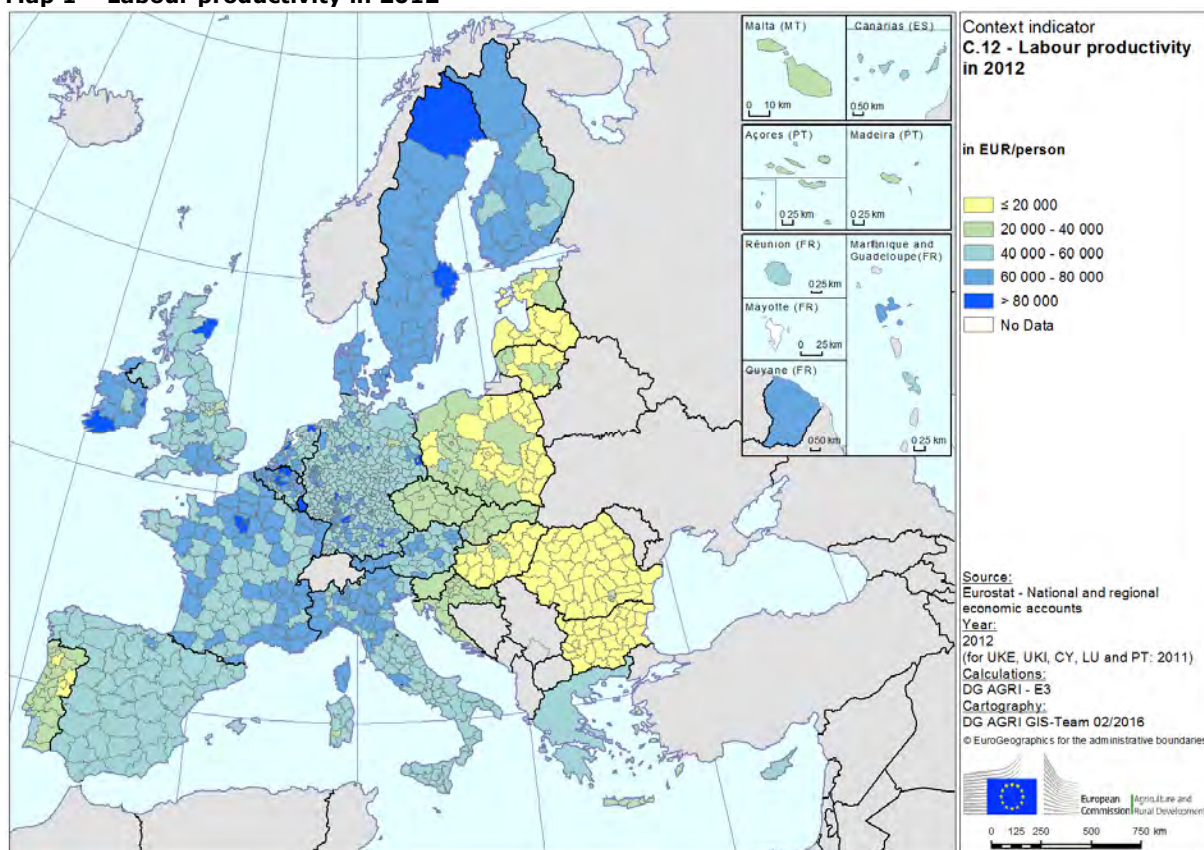 Map 1 – Labour productivity in 2012
Malta (MT)
0 10 km
Canarias (ES)
0 50 km
Açores (PT)
0 25 km
Madeira (PT)
0 25 km
Réunion (FR)
0 25 km
Martinique and
Guadeloupe(FR)
Mayotte (FR)
0 25 km
Guyane (FR)
0 50 km
0 25 km
Context indicator
C.12 - Labour productivity
in 2012
in EUR/person
≤ 20 000
20 000 - 40 000
40 000 - 60 000
60 000 - 80 000
> 80 000
No Data
Source:
Eurostat - National and regional
economic accounts
Year:
2012
(for UKE, UKI, CY, LU and PT: 2011)
Calculations:
DG AGRI - E3
Cartography:
DG AGRI GIS-Team 02/2016
© EuroGeographics for the administrative boundaries
European
Commission
Agriculture and
Rural Development
0 125 250 500 750 km